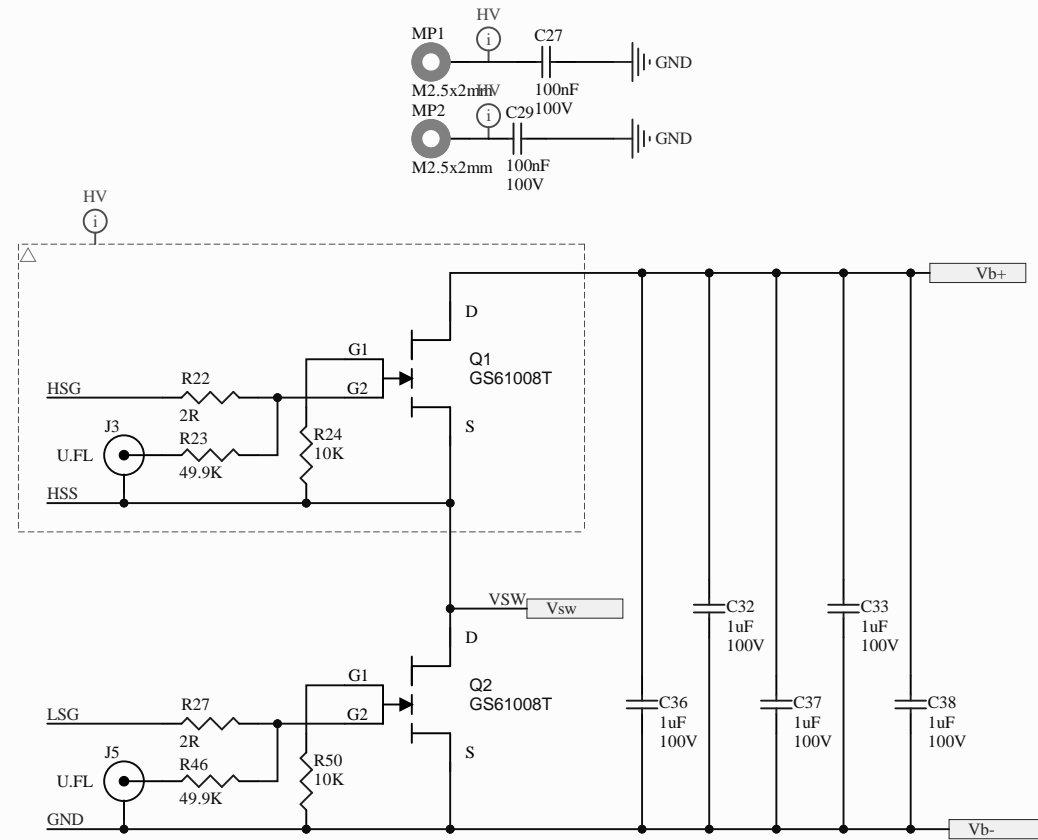 HV
i
MP1
C27
GND
M2.5x2mm
100nF
100V
HV
i
MP2
C29
GND
M2.5x2mm
100nF
100V
HV
i
Vb+
D
G1
Q1
GS61008T
HSG
R22
G2
2R
J3
R23
R24
S
U.FL
10K
49.9K
HSS
VSW
Vsw
C32
1uF
100V
C33
1uF
100V
D
G1
Q2
GS61008T
LSG
R27
G2
2R
C36
1uF
100V
C37
1uF
100V
C38
1uF
100V
J5
R46
R50
S
U.FL
10K
49.9K
GND
Vb-